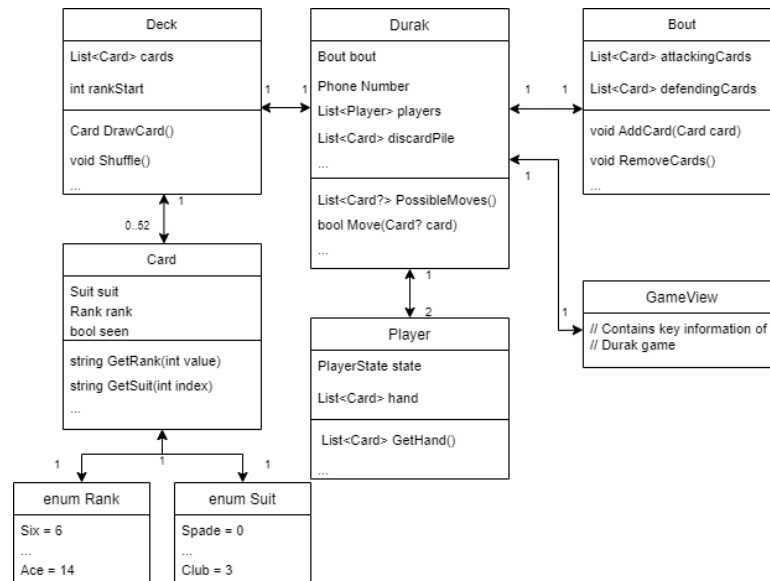 Deck
List<Card> cards
int rankStart
Card DrawCard()
void Shuffle()
...
1
1
Durak
Bout bout
Phone Number
List<Player> players
List<Card> discardPile
...
List<Card?> PossibleMoves()
bool Move(Card? card)
...
1
1
Bout
List<Card> attackingCards
List<Card> defendingCards
void AddCard(Card card)
void RemoveCards()
...
1
0..52
Card
Suit suit
Rank rank
bool seen
string GetRank(int value)
string GetSuit(int index)
...
1
2
Player
PlayerState state
List<Card> hand
List<Card> GetHand()
...
1
1
GameView
// Contains key information of
// Durak game
1
1
1
enum Rank
Six = 6
...
Ace = 14
enum Suit
Spade = 0
...
Club = 3